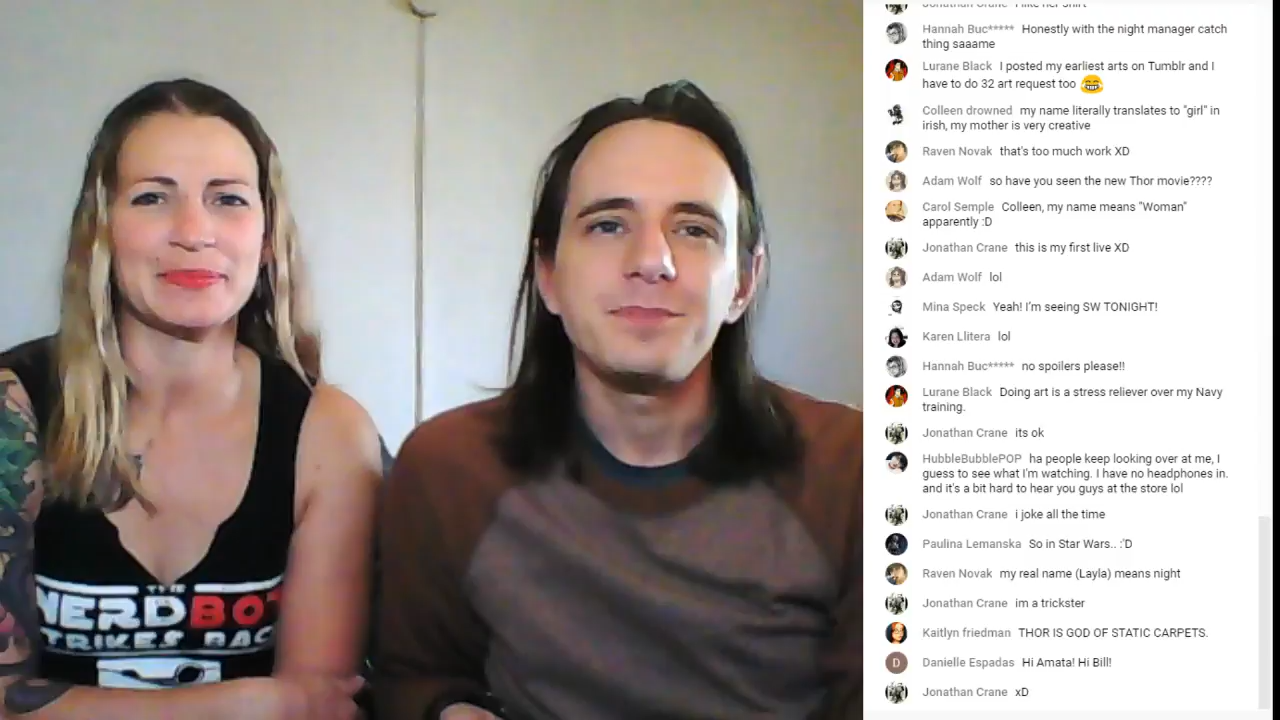 THE
NERDBOT
STRIKES BACK
Jonathan Crane I like her shirt
Hannah Buc***** Honestly with the night manager catch
thing saaame
Lurane Black I posted my earliest arts on Tumblr and I
have to do 32 art request too
Colleen drowned my name literally translates to "girl" in
irish, my mother is very creative
Raven Novak that's too much work XD
Adam Wolf so have you seen the new Thor movie????
Carol Semple Colleen, my name means "Woman"
apparently :D
Jonathan Crane this is my first live XD
Adam Wolf lol
Mina Speck Yeah! I'm seeing SW TONIGHT!
Karen Llitera lol
Hannah Buc***** no spoilers please!!
Lurane Black Doing art is a stress reliever over my Navy
training.
Jonathan Crane its ok
HubbleBubblePOP ha people keep looking over at me, I
guess to see what I'm watching. I have no headphones in.
and it's a bit hard to hear you guys at the store lol
Jonathan Crane i joke all the time
Paulina Lemanska So in Star Wars.. :'D
Raven Novak my real name (Layla) means night
Jonathan Crane im a trickster
Kaitlyn friedman THOR IS GOD OF STATIC CARPETS.
D Danielle Espadas Hi Amata! Hi Bill!
Jonathan Crane xD